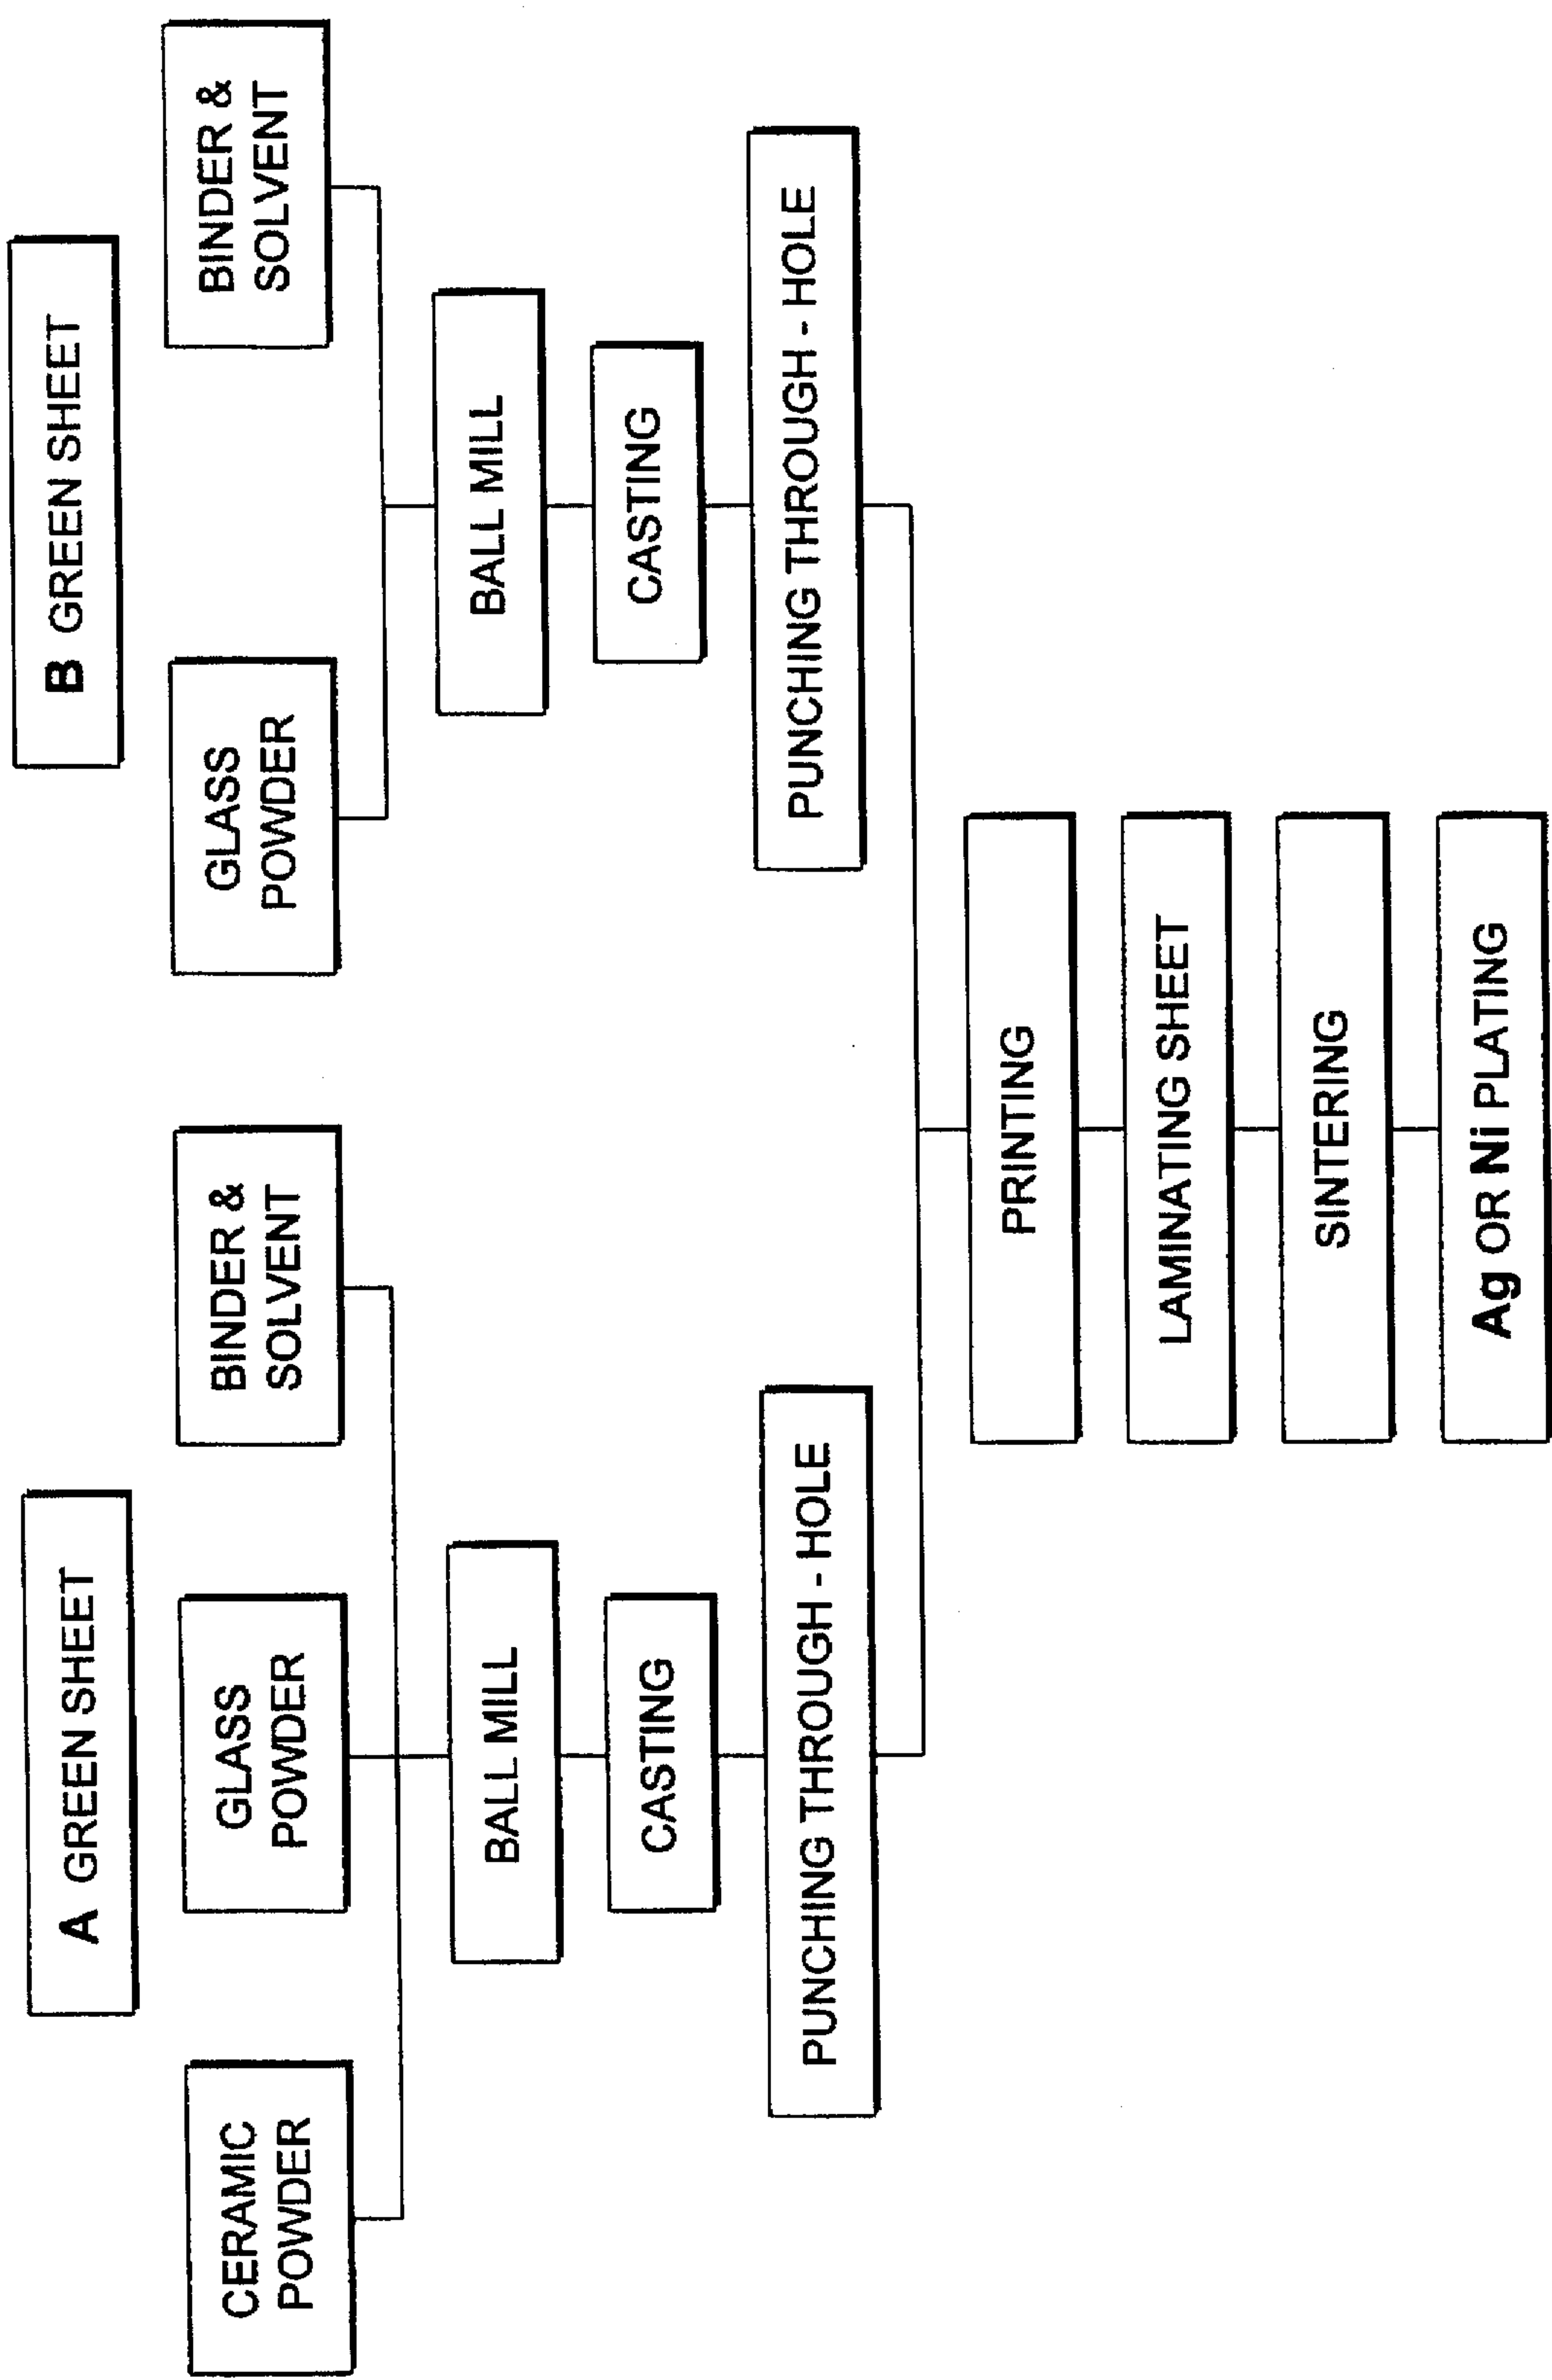 A GREEN SHEET
CERAMIC
POWDER
GLASS
POWDER
BINDER &
SOLVENT
BALL MILL
CASTING
PUNCHING THROUGH - HOLE
B GREEN SHEET
GLASS
POWDER
BINDER &
SOLVENT
BALL MILL
CASTING
PUNCHING THROUGH - HOLE
PRINTING
LAMINATING SHEET
SINTERING
Ag OR Ni PLATING